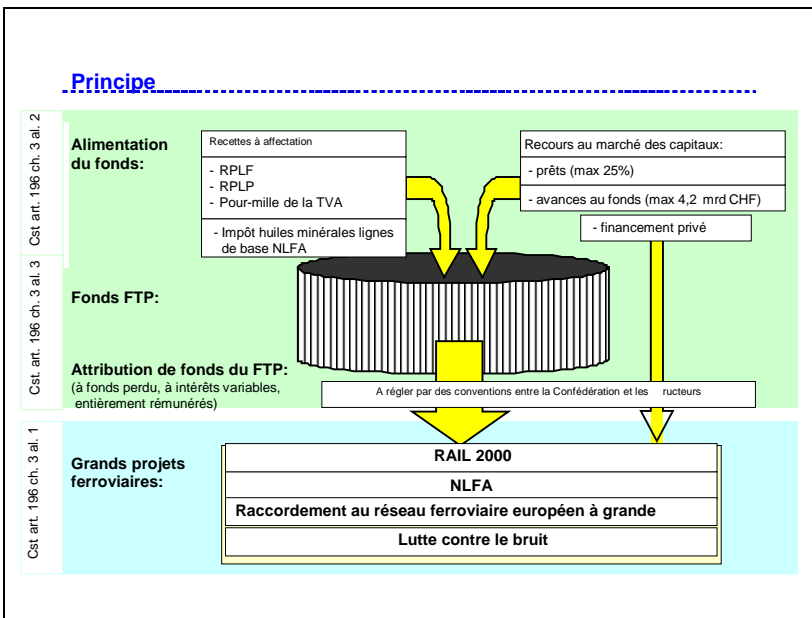 Principe
Cst art. 196 ch. 3 al. 2
Alimentation
du fonds:
Recettes à affectation
- RPLF
- RPLP
- Pour-mille de la TVA
- Impôt huiles minérales lignes
de base NLFA
Recours au marché des capitaux:
- prêts (max 25%)
- avances au fonds (max 4,2 mrd CHF)
- financement privé
Cst. art. 196 ch. 3 al. 3
Fonds FTP:
Attribution de fonds du FTP:
(à fonds perdu, à intérêts variables,
entièrement rémunérés)
A régler par des conventions entre la Confédération et les ructeurs
Cst art. 196 ch. 3 al. 1
Grands projets
ferroviaires:
RAIL 2000
NLFA
Raccordement au réseau ferroviaire européen à grande
Lutte contre le bruit